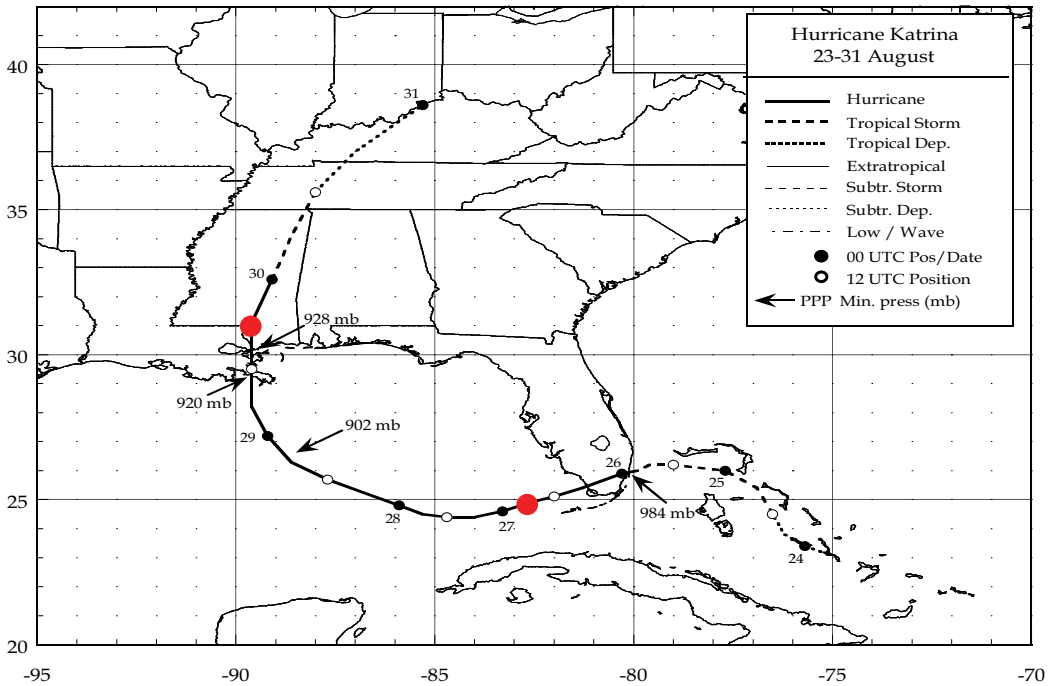 Hurricane Katrina
23-31 August
Hurricane
Tropical Storm
Tropical Dep.
Extratropical
Subtr. Storm
Subtr. Dep.
Low / Wave
00 UTC Pos/Date
12 UTC Position
PPP Min. press (mb)
40
35
30
25
20
31
30
928 mb
920 mb
902 mb
29
28
27
26
984 mb
25
24
-95
-90
-85
-80
-75
-70